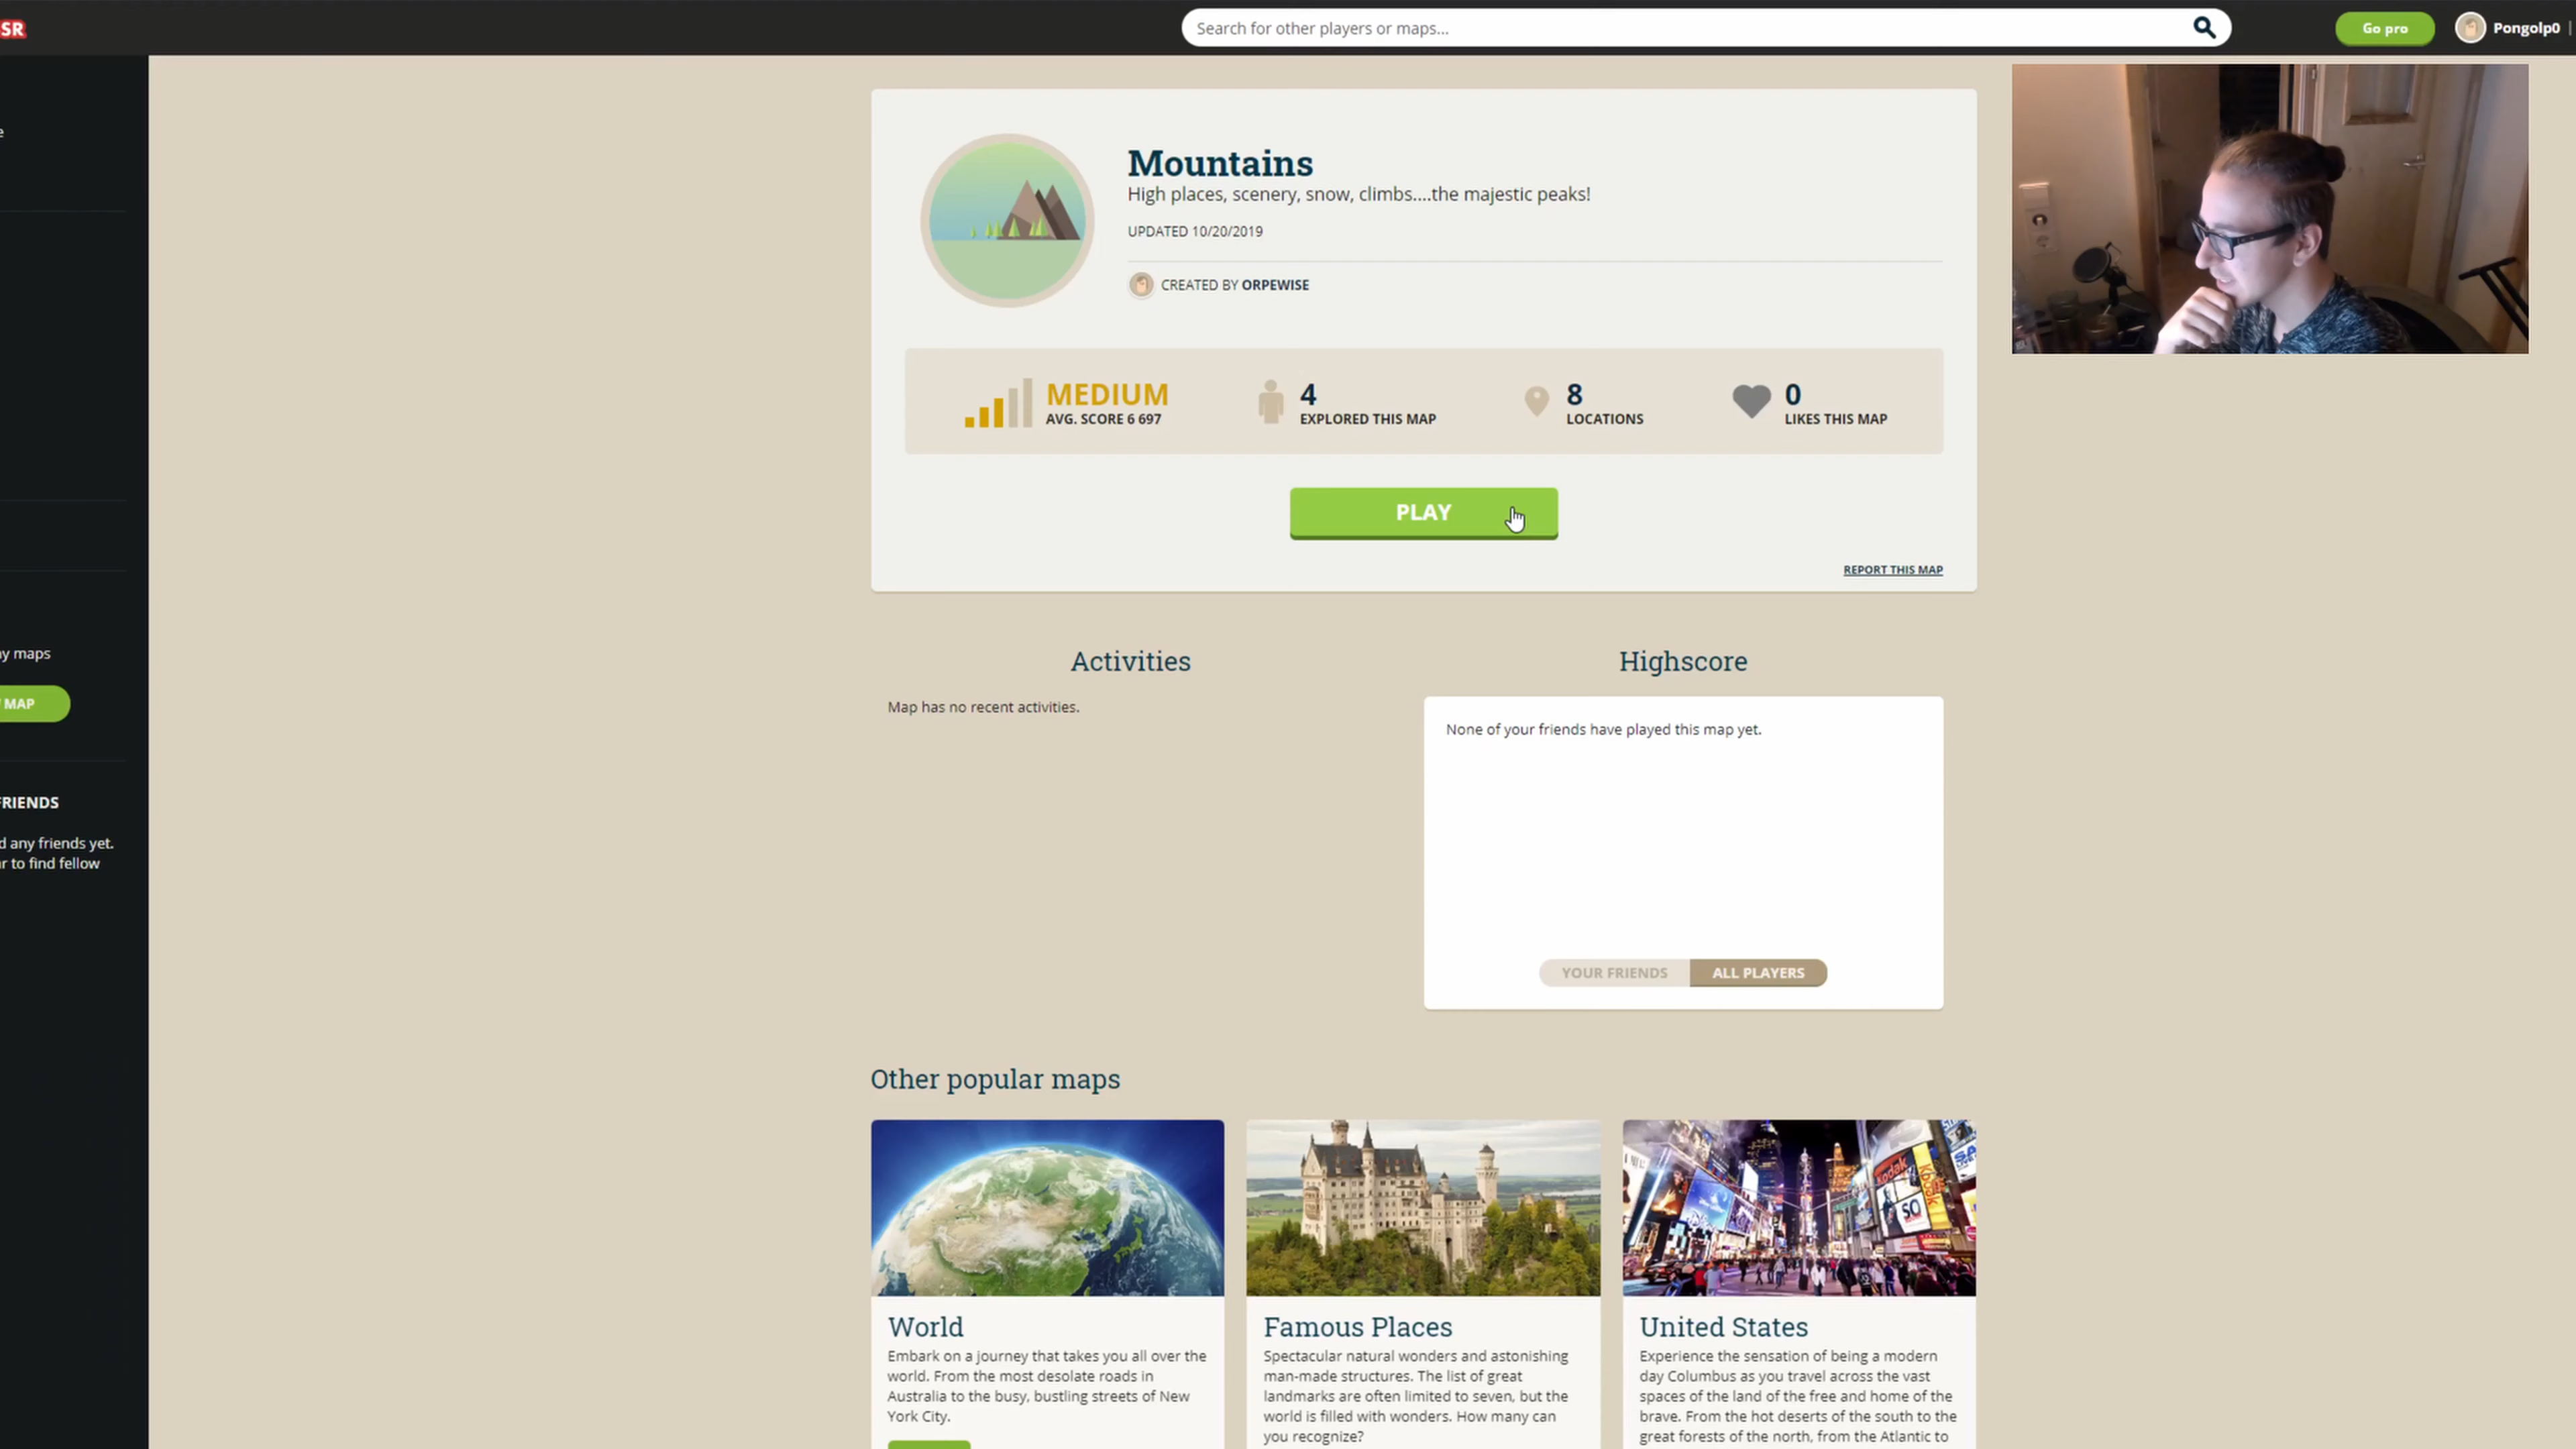 SR
Search for other players or maps...
Go pro
Pongolp0 |
e
Mountains
High places, scenery, snow, climbs....the majestic peaks!
UPDATED 10/20/2019
CREATED BY ORPEWISE
MEDIUM
AVG. SCORE 6 697
4
EXPLORED THIS MAP
8
LOCATIONS
0
LIKES THIS MAP
PLAY
REPORT THIS MAP
y maps
MAP
FRIENDS
d any friends yet.
r to find fellow
Activities
Map has no recent activities.
Highscore
None of your friends have played this map yet.
YOUR FRIENDS
ALL PLAYERS
Other popular maps
Kodak
Kodak
SO
SA
World
Embark on a journey that takes you all over the
world. From the most desolate roads in
Australia to the busy, bustling streets of New
York City.
Famous Places
Spectacular natural wonders and astonishing
man-made structures. The list of great
landmarks are often limited to seven, but the
world is filled with wonders. How many can
you recognize?
United States
Experience the sensation of being a modern
day Columbus as you travel across the vast
spaces of the land of the free and home of the
brave. From the hot deserts of the south to the
great forests of the north, from the Atlantic to